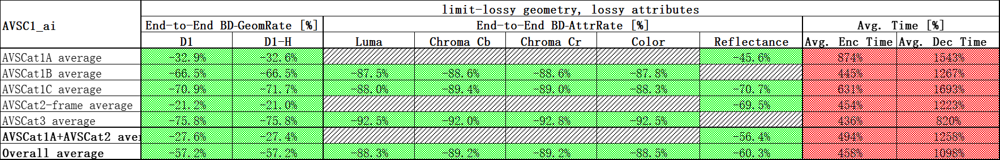 limit-lossy geometry, lossy attributes
AVSC1_ai End-to-End BD-GeomRate [%] End-to-End BD-AttrRate [%] Avg. Time [%]
D1 D1-H Luma Chroma Cb Chroma Cr Color Reflectance Avg. Enc Time Avg. Dec Time
AVSCat1A average -32.9% -32.6% -45.6% 874% 1543%
AVSCat1B average -66.5% -66.5% -87.5% -88.6% -88.6% -87.8% 445% 1267%
AVSCat1C average -70.9% -71.7% -88.0% -89.4% -89.0% -88.3% -70.7% 631% 1693%
AVSCat2-frame average -21.2% -21.0% -69.5% 454% 1223%
AVSCat3 average -75.8% -75.8% -92.5% -92.0% -92.8% -92.5% 436% 820%
AVSCat1A+AVSCat2 aver -27.6% -27.4% -56.4% 494% 1258%
Overall average -57.2% -57.2% -88.3% -89.2% -89.2% -88.5% -60.3% 458% 1098%